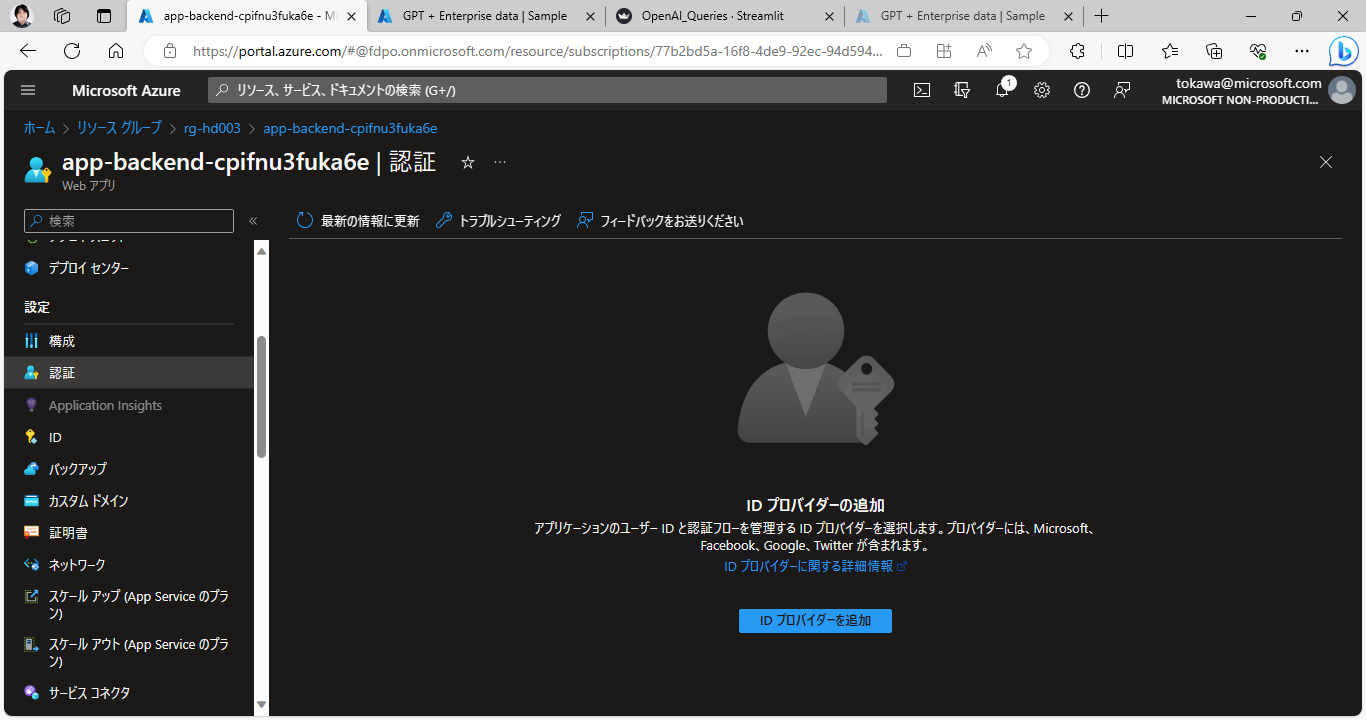 app-backend-cpifnu3fuka6e - Mi
GPT + Enterprise data | Sample
OpenAI_Queries · Streamlit
GPT + Enterprise data | Sample
https://portal.azure.com/#@fdpo.onmicrosoft.com/resource/subscriptions/77b2bd5a-16f8-4de9-92ec-94d594...
Microsoft Azure
リソース、サービス、ドキュメントの検索 (G+/)
1
tokawa@microsoft.com
MICROSOFT NON-PRODUCTI...
ホーム > リソース グループ > rg-hd003 > app-backend-cpifnu3fuka6e
app-backend-cpifnu3fuka6e | 認証
Web アプリ
検索
最新の情報に更新
トラブルシューティング
フィードバックをお送りください
デプロイ センター
設定
構成
認証
Application Insights
ID
バックアップ
カスタム ドメイン
証明書
ネットワーク
スケール アップ (App Service のプラ
ン)
スケール アウト (App Service のプラ
ン)
サービス コネクタ
ID プロバイダーの追加
アプリケーションのユーザー ID と認証フローを管理する ID プロバイダーを選択します。プロバイダーには、Microsoft、
Facebook、Google、Twitter が含まれます。
ID プロバイダーに関する詳細情報
ID プロバイダーを追加